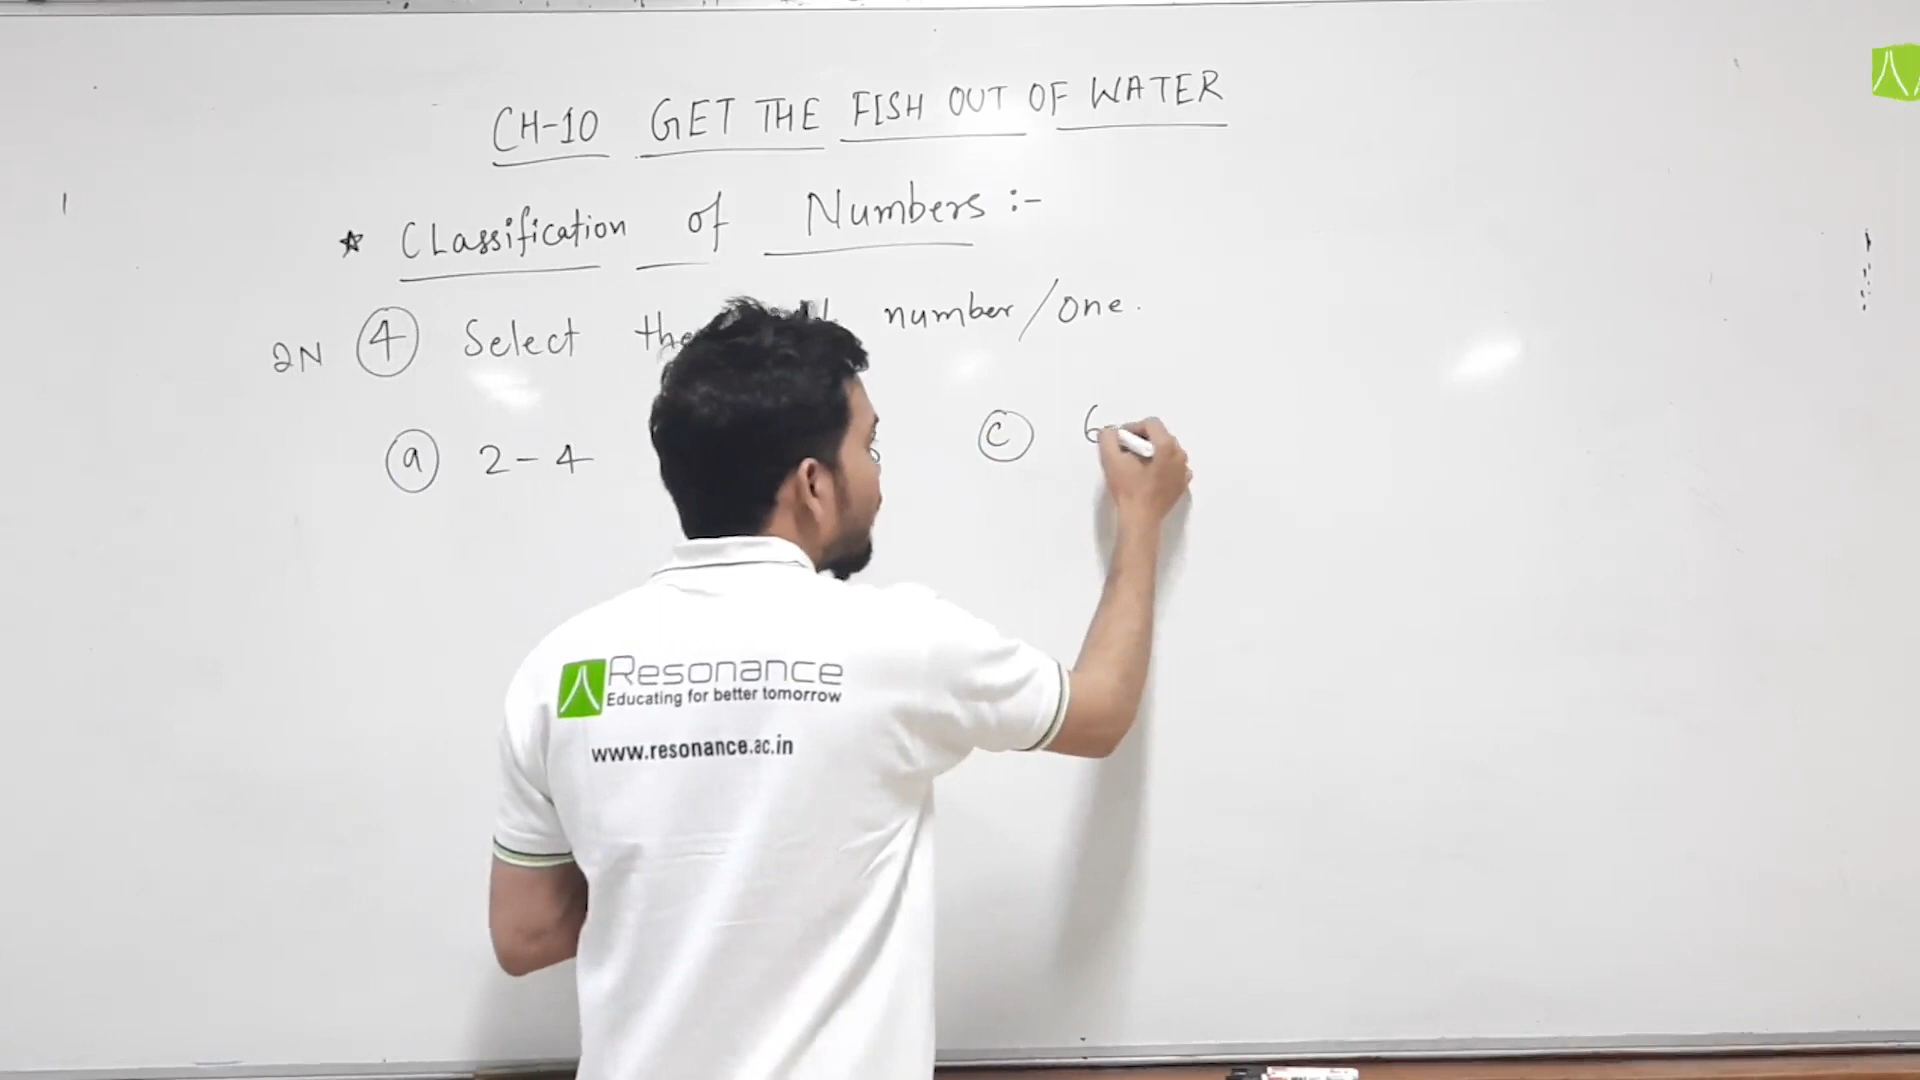 CH-10 GET THE FISH OUT OF WATER
★ CLassification of Numbers :-
2N ④ Select the number/one.
ⓐ 2-4 ⓒ 6
Resonance
Educating for better tomorrow
www.resonance.ac.in